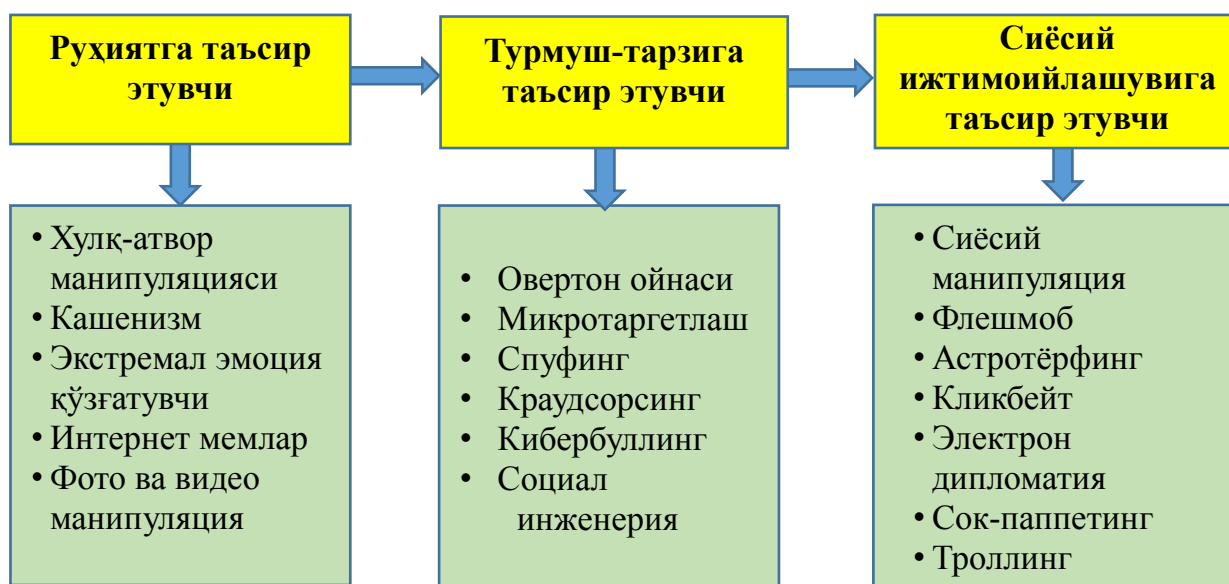 Руҳиятга таъсир
этувчи
Турмуш-тарзига
таъсир этувчи
Сиёсий
ижтимоийлашувига
таъсир этувчи
• Хулқ-атвор
манипуляцияси
• Кашенизм
• Экстремал эмоция
қўзғатувчи
• Интернет мемлар
• Фото ва видео
манипуляция
• Овертон ойнаси
• Микротаргетлаш
• Спуфинг
• Краудсорсинг
• Кибербуллинг
• Социал
инженерия
• Сиёсий
манипуляция
• Флешмоб
• Астротёрфинг
• Кликбейт
• Электрон
дипломатия
• Сок-паппетинг
• Троллинг